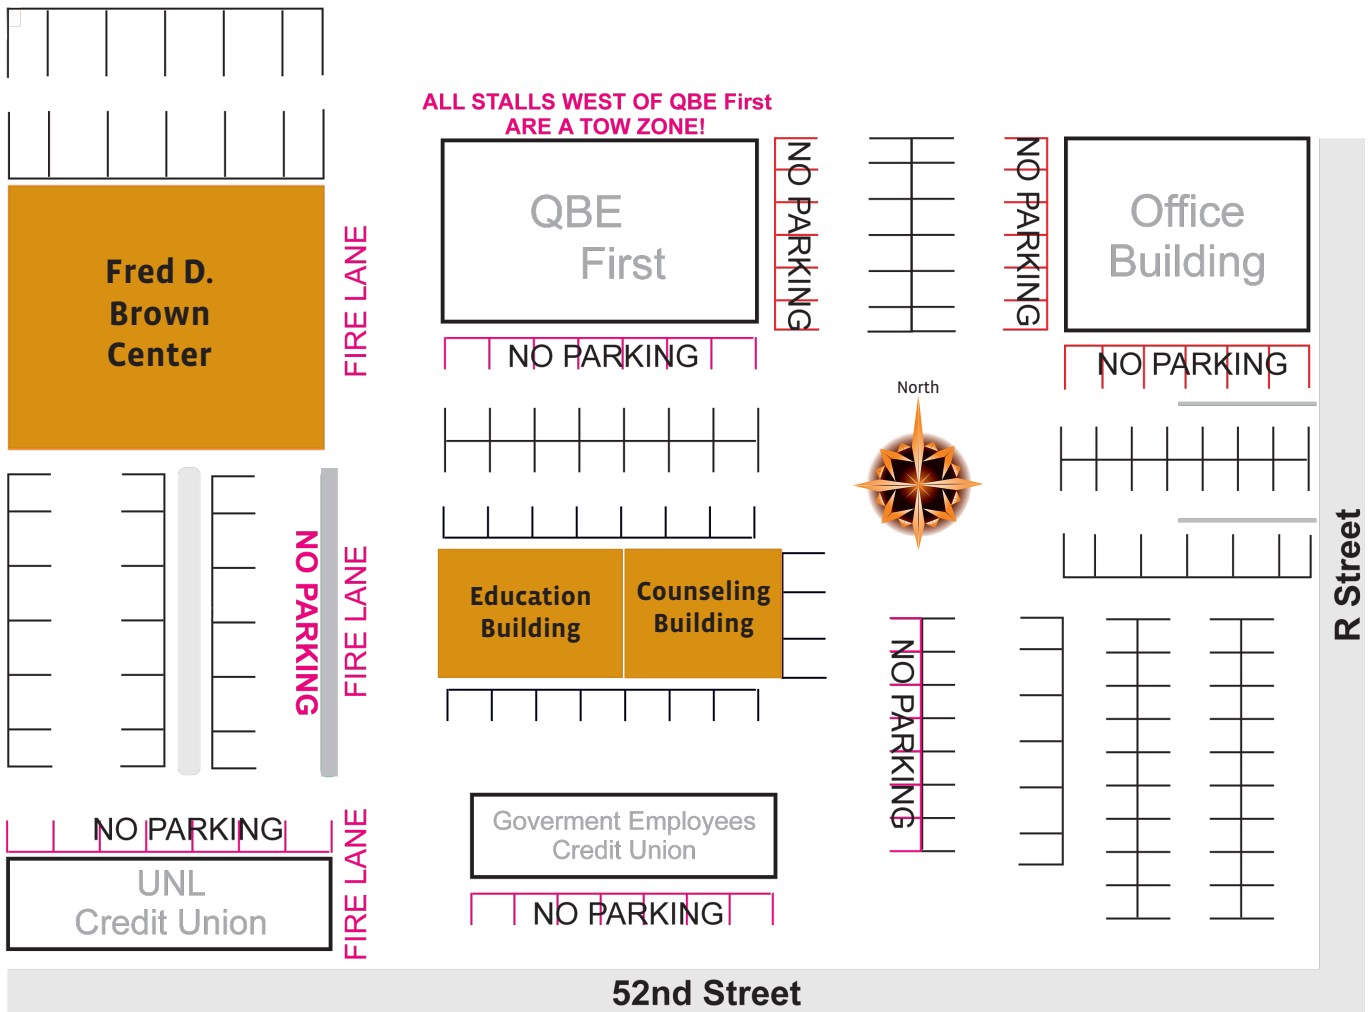 ALL STALLS WEST OF QBE First
ARE A TOW ZONE!
QBE
First
NO PARKING
NO PARKING
Office
Building
Fred D.
Brown
Center
FIRE LANE
NO PARKING
NO PARKING
North
NO PARKING
FIRE LANE
Education
Building
Counseling
Building
R Street
NO PARKING
NO PARKING
UNL
Credit Union
FIRE LANE
Goverment Employees
Credit Union
NO PARKING
52nd Street